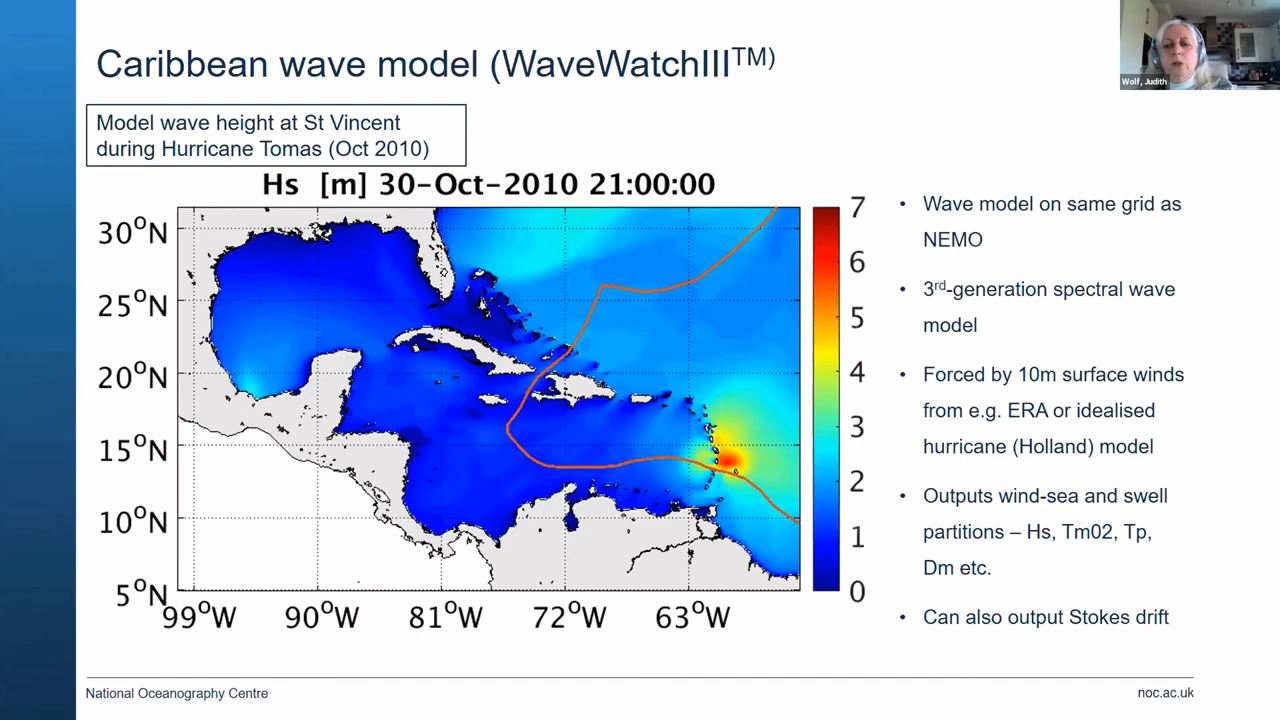 Caribbean wave model (WaveWatchIII™)
Wolf, Judith
Model wave height at St Vincent
during Hurricane Tomas (Oct 2010)
Hs [m] 30-Oct-2010 21:00:00
30°N
25°N
20°N
15°N
10°N
5°N
99°W 90°W 81°W 72°W 63°W
7
6
5
4
3
2
1
0
• Wave model on same grid as
NEMO
• 3rd-generation spectral wave
model
• Forced by 10m surface winds
from e.g. ERA or idealised
hurricane (Holland) model
• Outputs wind-sea and swell
partitions – Hs, Tm02, Tp,
Dm etc.
• Can also output Stokes drift
National Oceanography Centre
noc.ac.uk